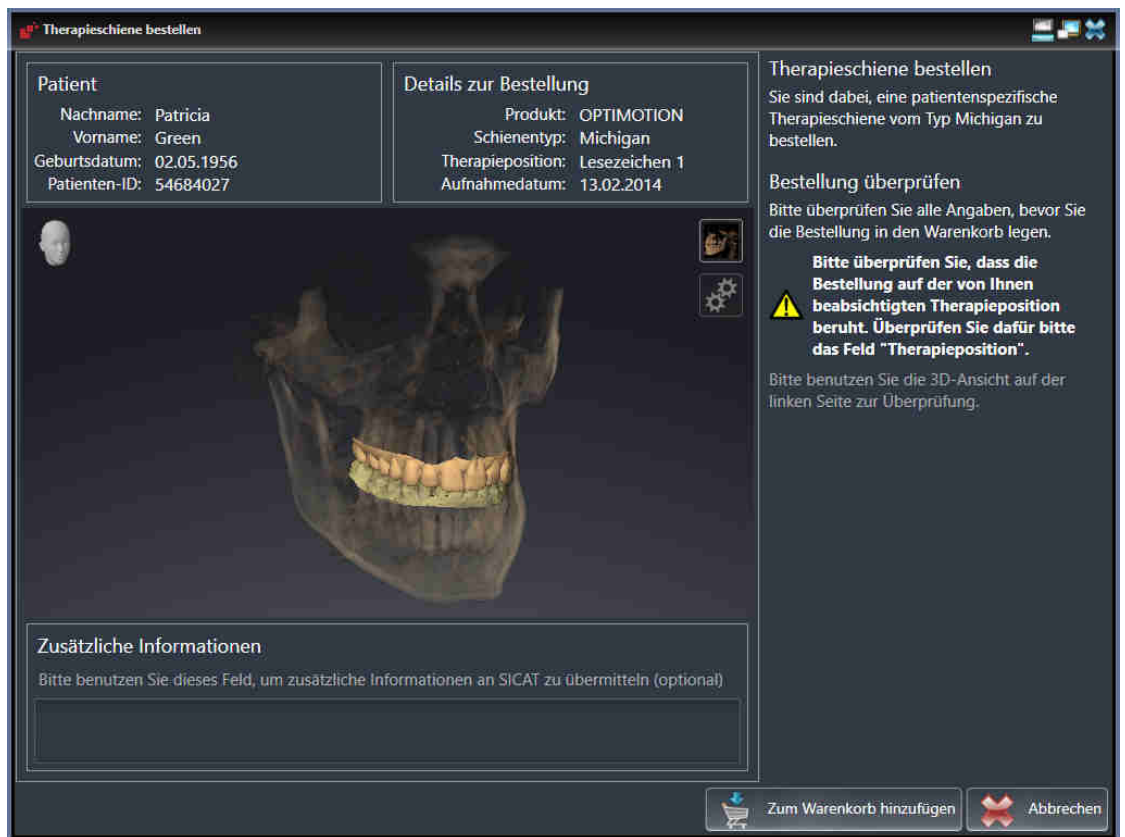 Therapieschiene bestellen
Patient
Nachname: Patricia
Vorname: Green
Geburtsdatum: 02.05.1956
Patienten-ID: 54684027
Details zur Bestellung
Produkt: OPTIMOTION
Schienentyp: Michigan
Therapieposition: Lesezeichen 1
Aufnahmedatum: 13.02.2014
Zusätzliche Informationen
Bitte benutzen Sie dieses Feld, um zusätzliche Informationen an SICAT zu übermitteln (optional)
Therapieschiene bestellen
Sie sind dabei, eine patientenspezifische
Therapieschiene vom Typ Michigan zu
bestellen.
Bestellung überprüfen
Bitte überprüfen Sie alle Angaben, bevor Sie
die Bestellung in den Warenkorb legen.
Bitte überprüfen Sie, dass die
Bestellung auf der von Ihnen
beabsichtigten Therapieposition
beruht. Überprüfen Sie dafür bitte
das Feld "Therapieposition".
Bitte benutzen Sie die 3D-Ansicht auf der
linken Seite zur Überprüfung.
Zum Warenkorb hinzufügen
Abbrechen